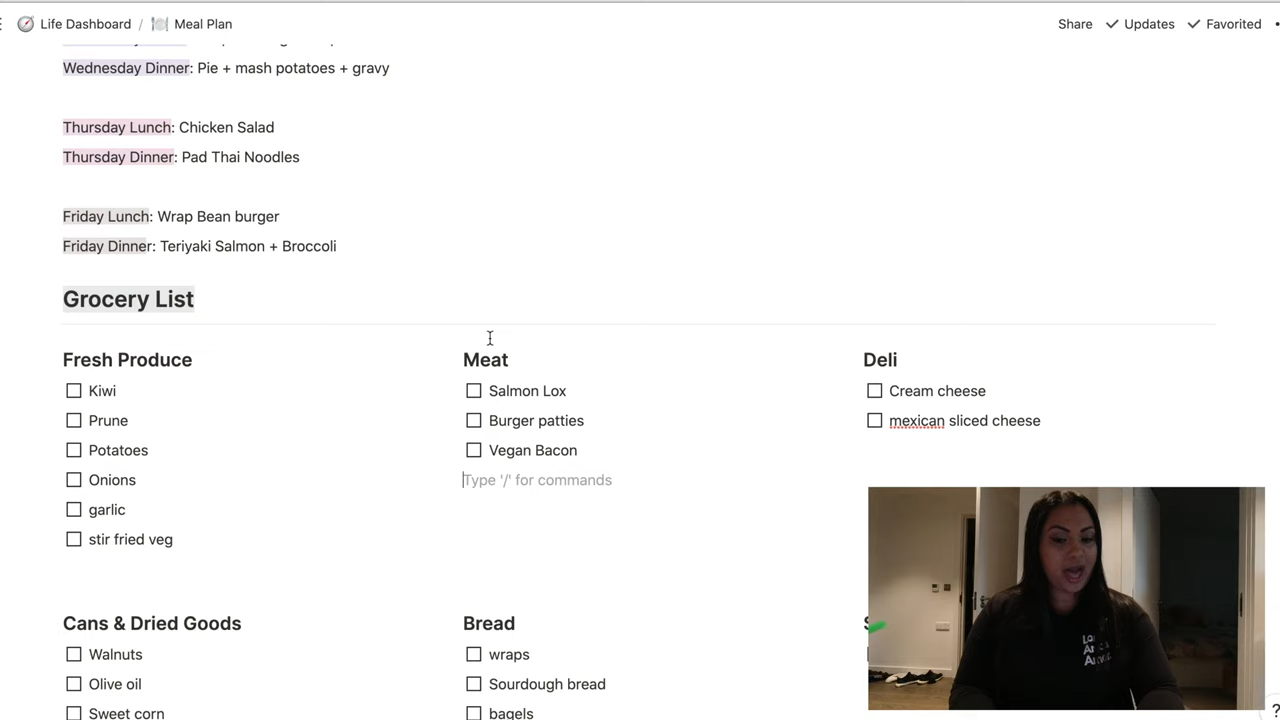 Life Dashboard / Meal Plan
Share Updates Favorited
Wednesday Dinner: Pie + mash potatoes + gravy
Thursday Lunch: Chicken Salad
Thursday Dinner: Pad Thai Noodles
Friday Lunch: Wrap Bean burger
Friday Dinner: Teriyaki Salmon + Broccoli
Grocery List
Fresh Produce
Kiwi
Prune
Potatoes
Onions
garlic
stir fried veg
Meat
Salmon Lox
Burger patties
Vegan Bacon
Type '/' for commands
Deli
Cream cheese
mexican sliced cheese
Cans & Dried Goods
Walnuts
Olive oil
Sweet corn
Bread
wraps
Sourdough bread
bagels
?